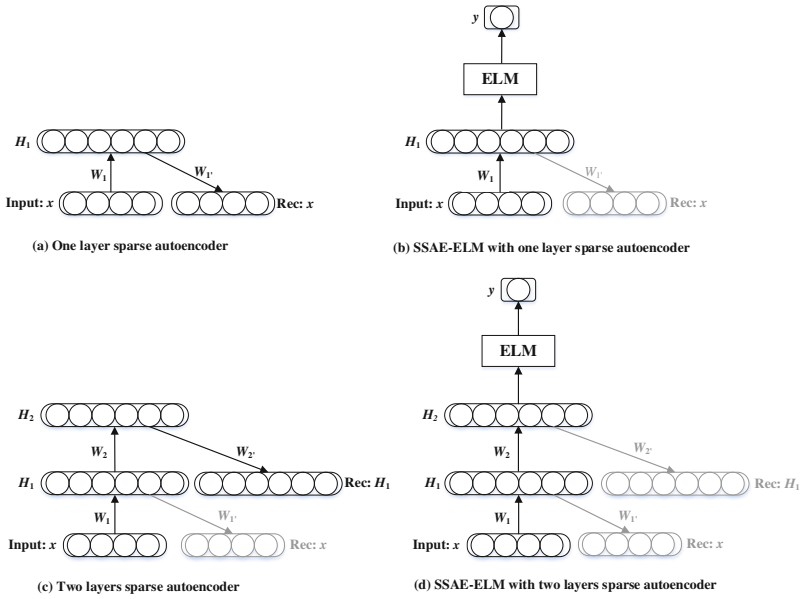 H1
W1
W1'
Input: x
Rec: x
(a) One layer sparse autoencoder
y
ELM
H1
W1
W1'
Input: x
Rec: x
(b) SSAE-ELM with one layer sparse autoencoder
H2
W2
W2'
H1
Rec: H1
W1
W1'
Input: x
Rec: x
(c) Two layers sparse autoencoder
y
ELM
H2
W2
W2'
H1
Rec: H1
W1
W1'
Input: x
Rec: x
(d) SSAE-ELM with two layers sparse autoencoder